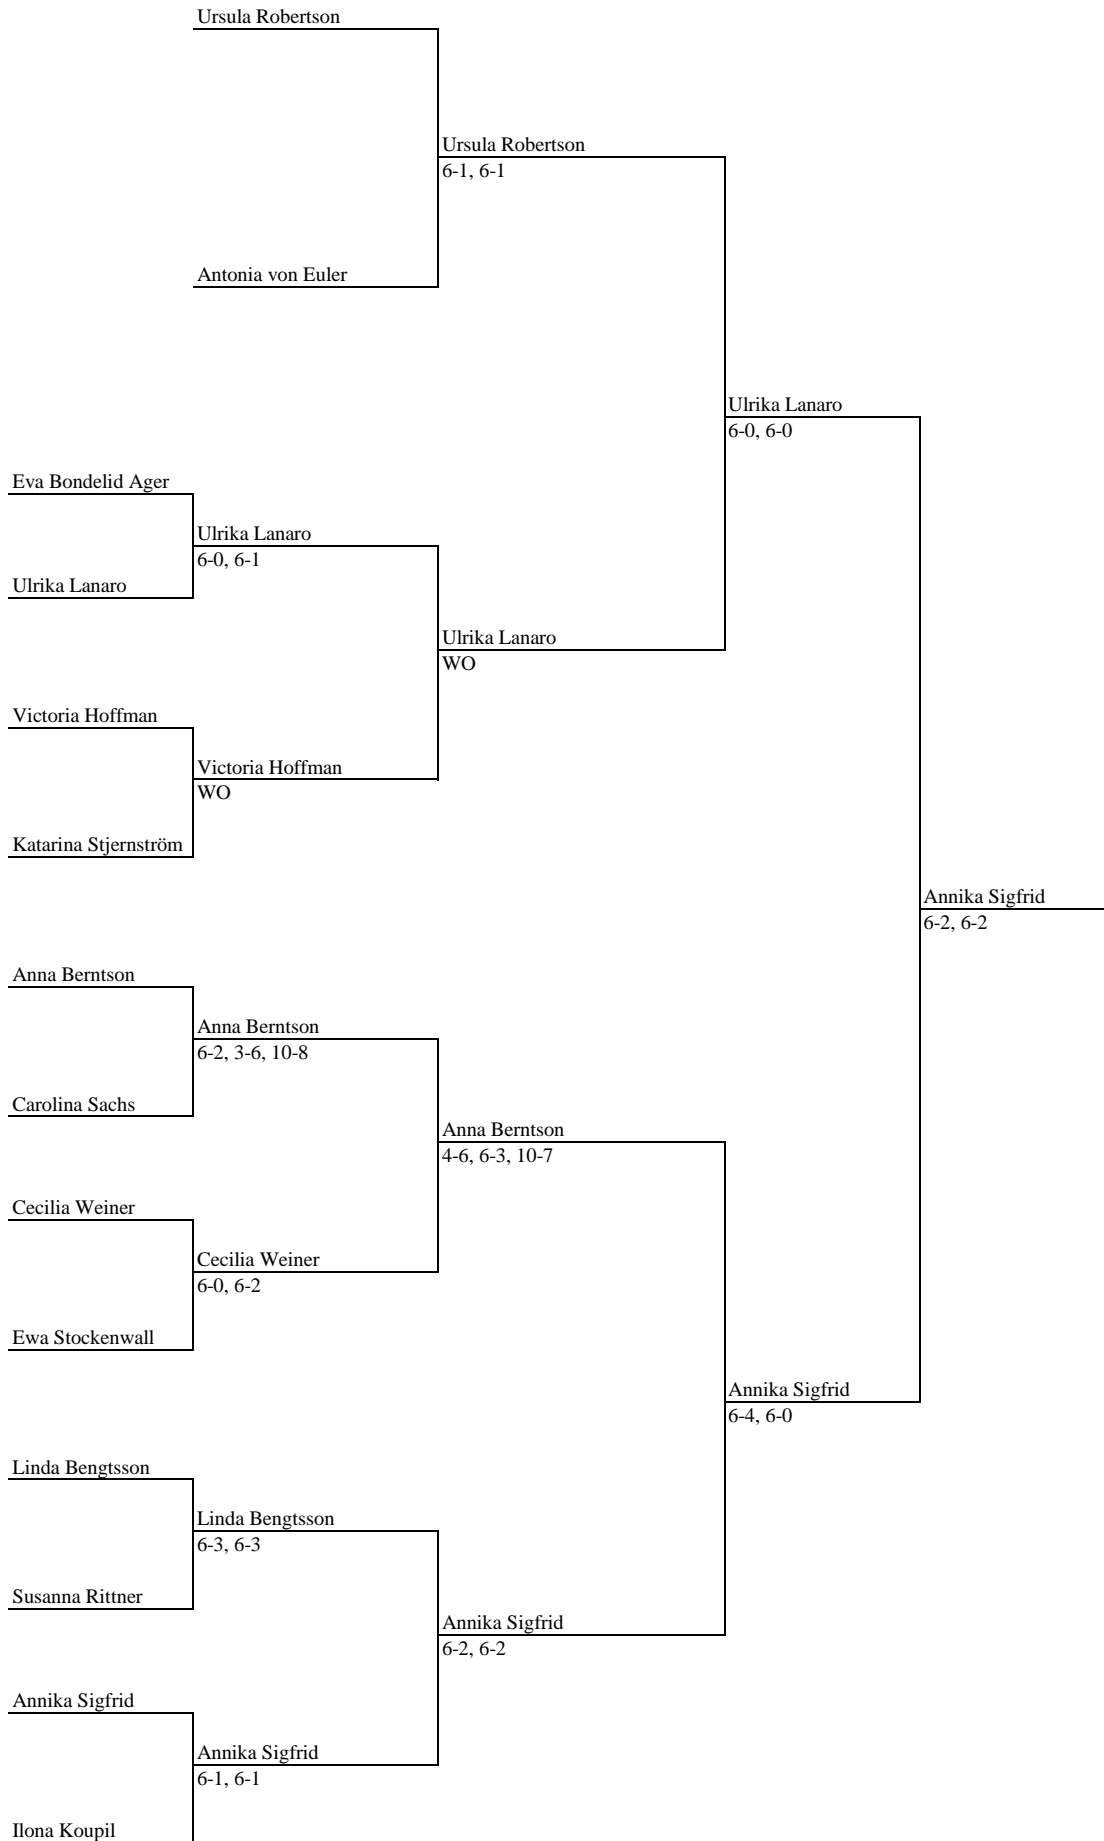 Ursula Robertson
Ursula Robertson
6-1, 6-1
Antonia von Euler
Ulrika Lanaro
6-0, 6-0
Eva Bondelid Ager
Ulrika Lanaro
6-0, 6-1
Ulrika Lanaro
Ulrika Lanaro
WO
Victoria Hoffman
Victoria Hoffman
WO
Katarina Stjernström
Annika Sigfrid
6-2, 6-2
Anna Berntson
Anna Berntson
6-2, 3-6, 10-8
Carolina Sachs
Anna Berntson
4-6, 6-3, 10-7
Cecilia Weiner
Cecilia Weiner
6-0, 6-2
Ewa Stockenwall
Annika Sigfrid
6-4, 6-0
Linda Bengtsson
Linda Bengtsson
6-3, 6-3
Susanna Rittner
Annika Sigfrid
6-2, 6-2
Annika Sigfrid
Annika Sigfrid
6-1, 6-1
Ilona Koupil